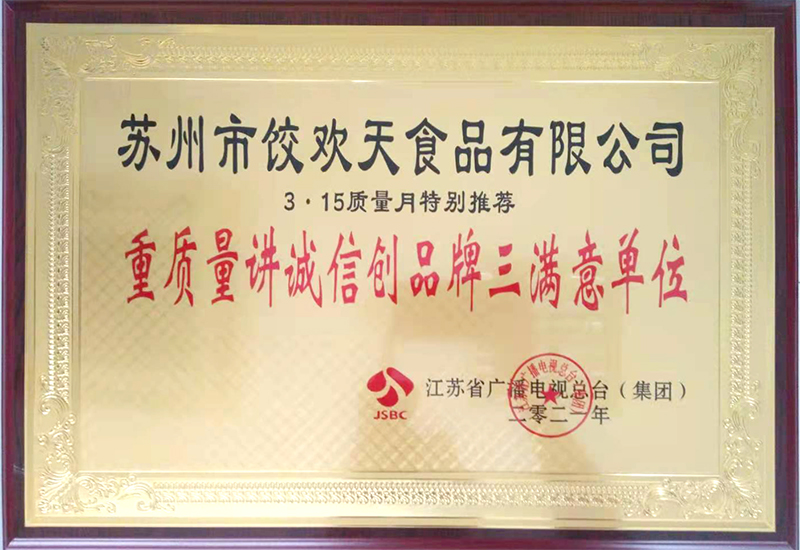 苏州市饺欢天食品有限公司
3·15质量月特别推荐
重质量讲诚信创品牌三满意单位
JSBC
江苏省广播电视总台（集团）
二零二一年